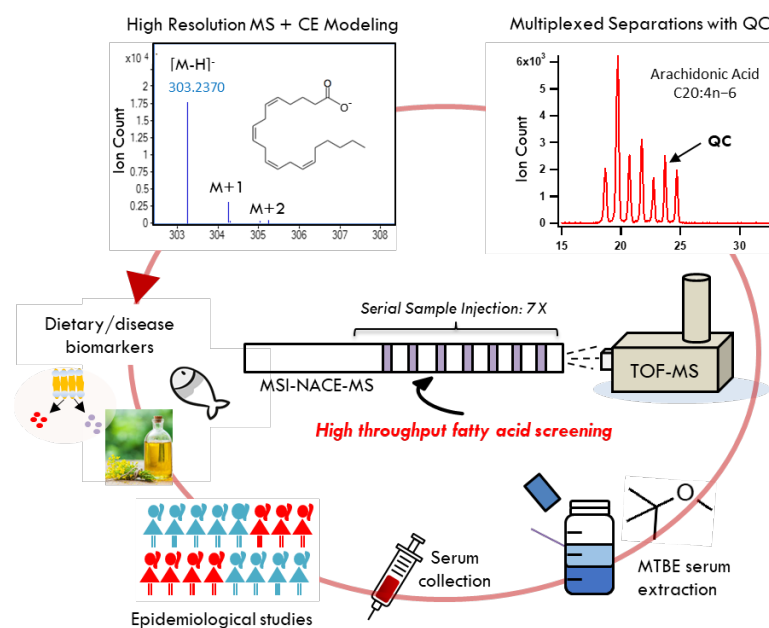 High Resolution MS + CE Modeling
Multiplexed Separations with QC
x10 4
[M-H]-
303.2370
2
1.75
1.5
1.25
1
0.75
0.5
0.25
0
Ion Count
M+1
M+2
O
O-
303 304 305 306 307 308
6x10³
5
4
3
2
1
0
Ion Count
Arachidonic Acid
C20:4n−6
QC
15 20 25 30
Dietary/disease
biomarkers
Serial Sample Injection: 7 X
MSI-NACE-MS
TOF-MS
High throughput fatty acid screening
O
Serum
collection
MTBE serum
extraction
Epidemiological studies